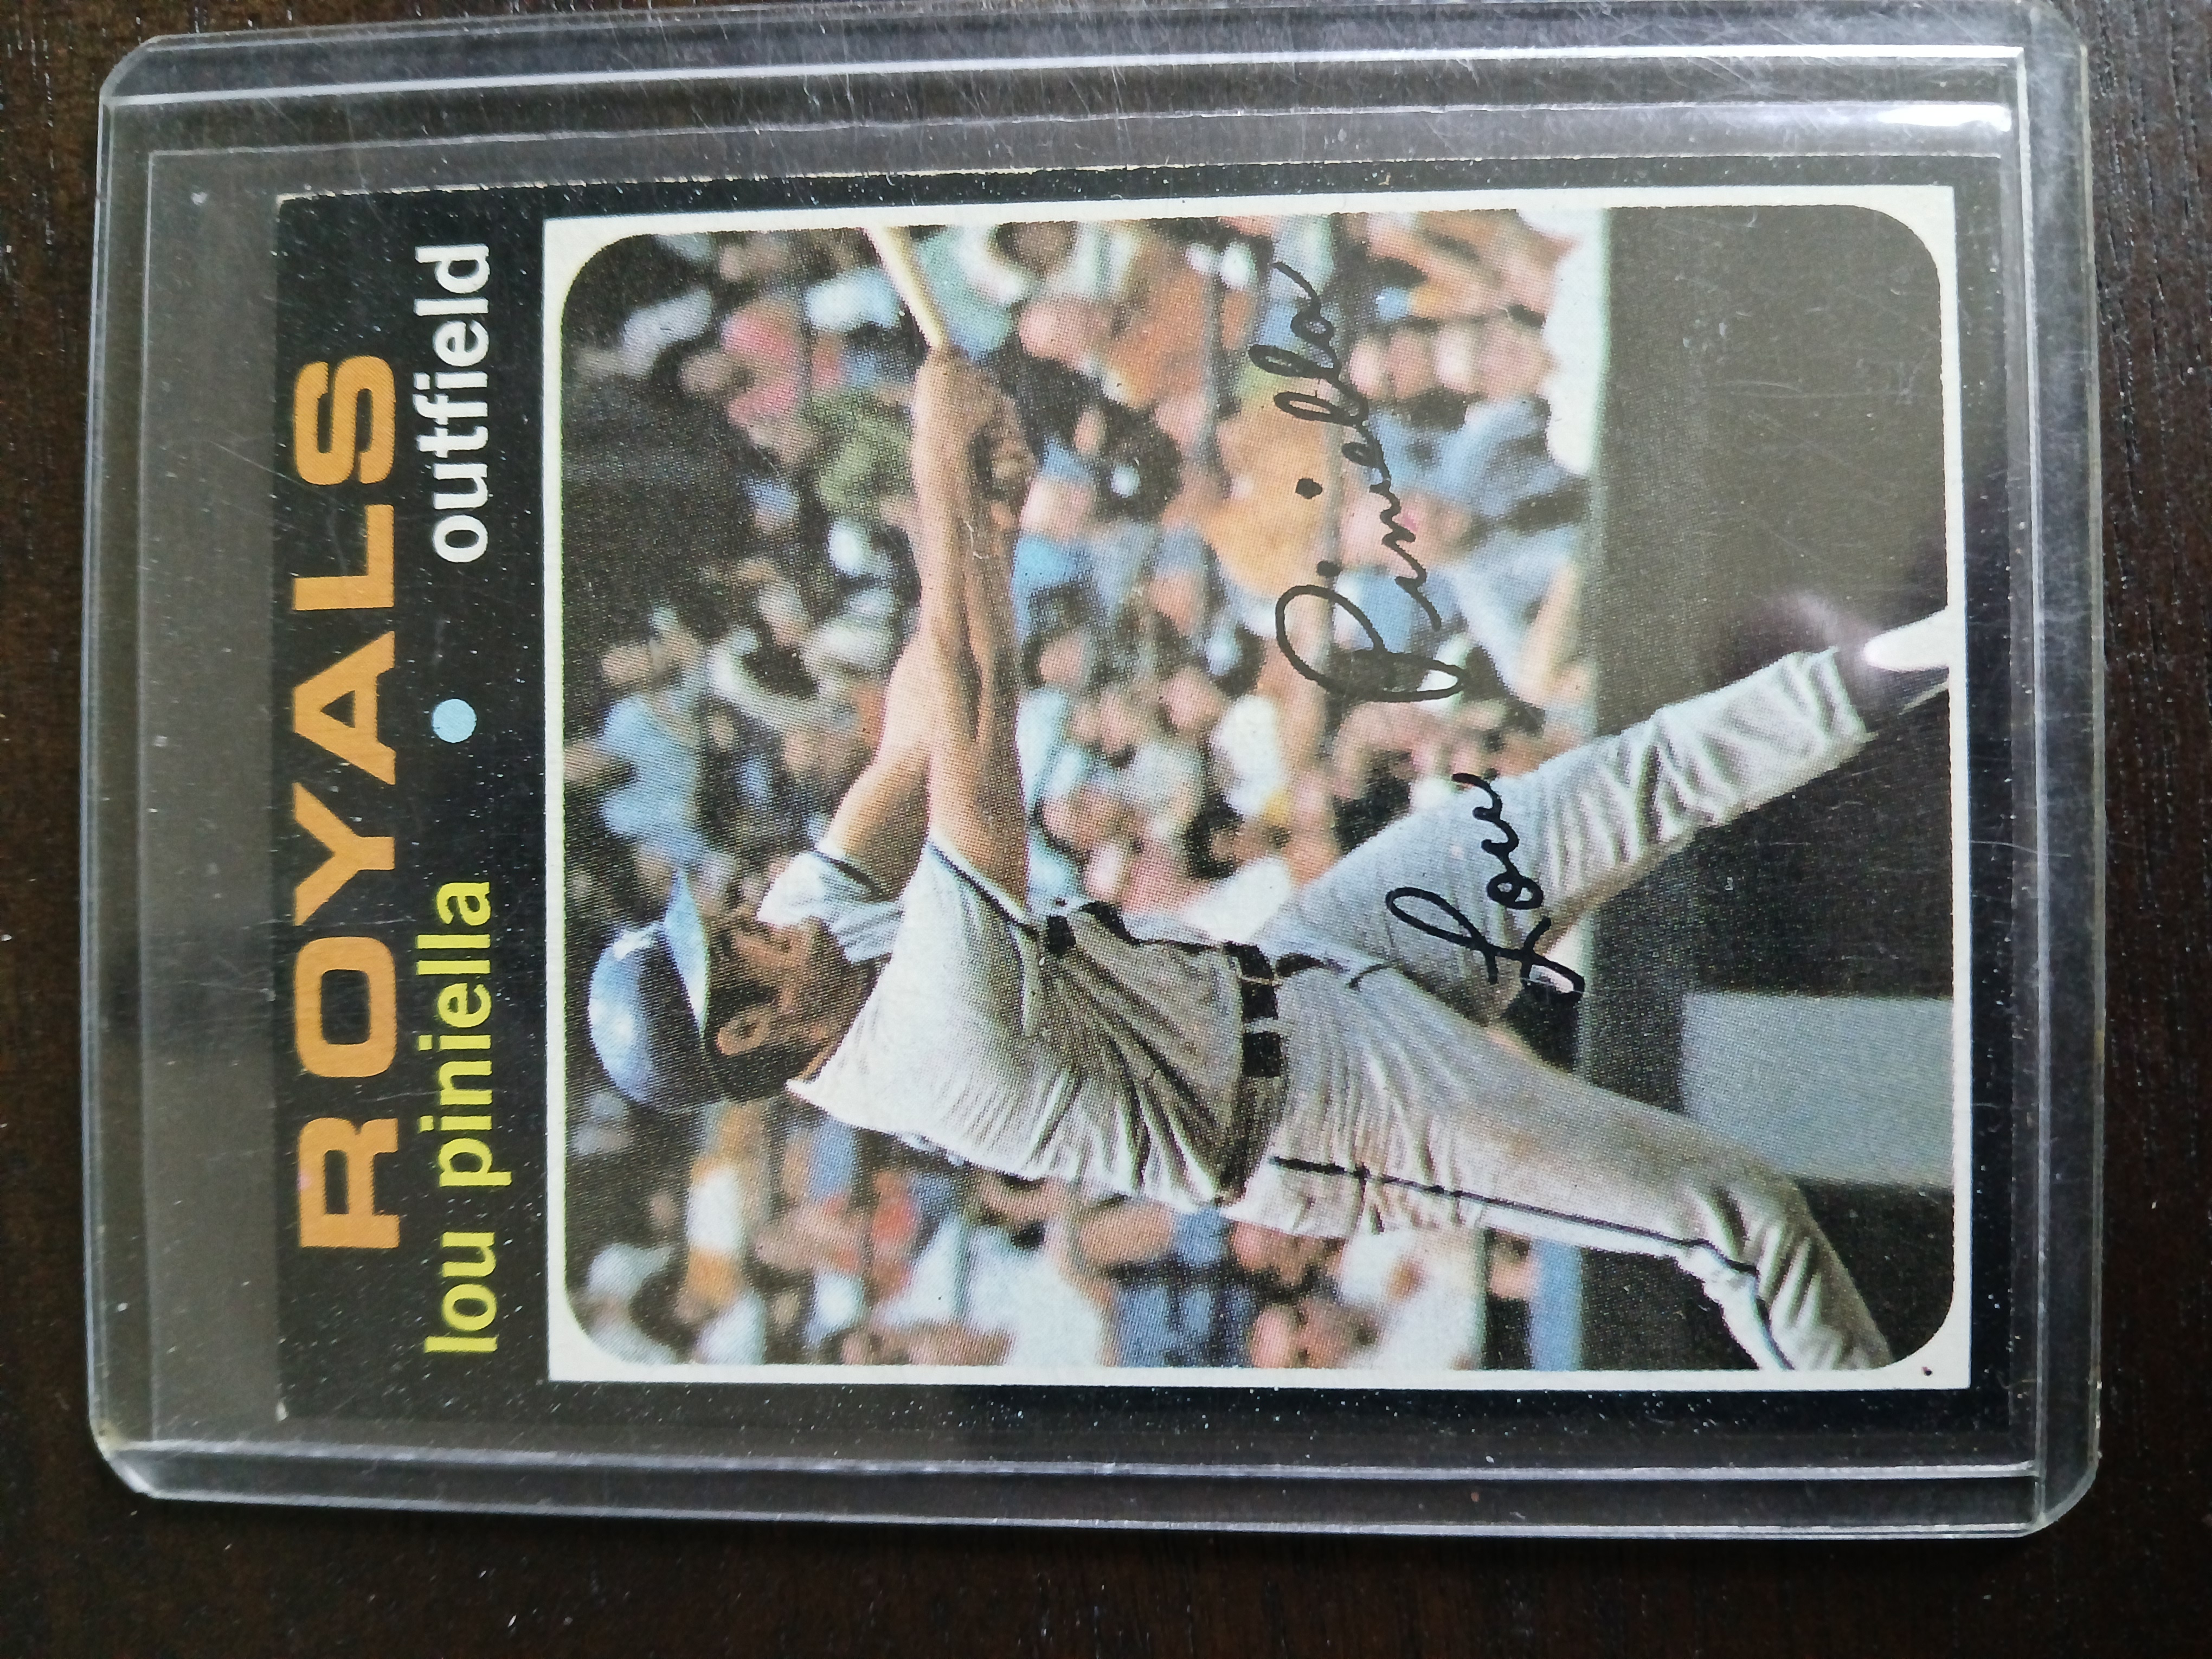 ROYALS
lou piniella • outfield
Lou Piniella